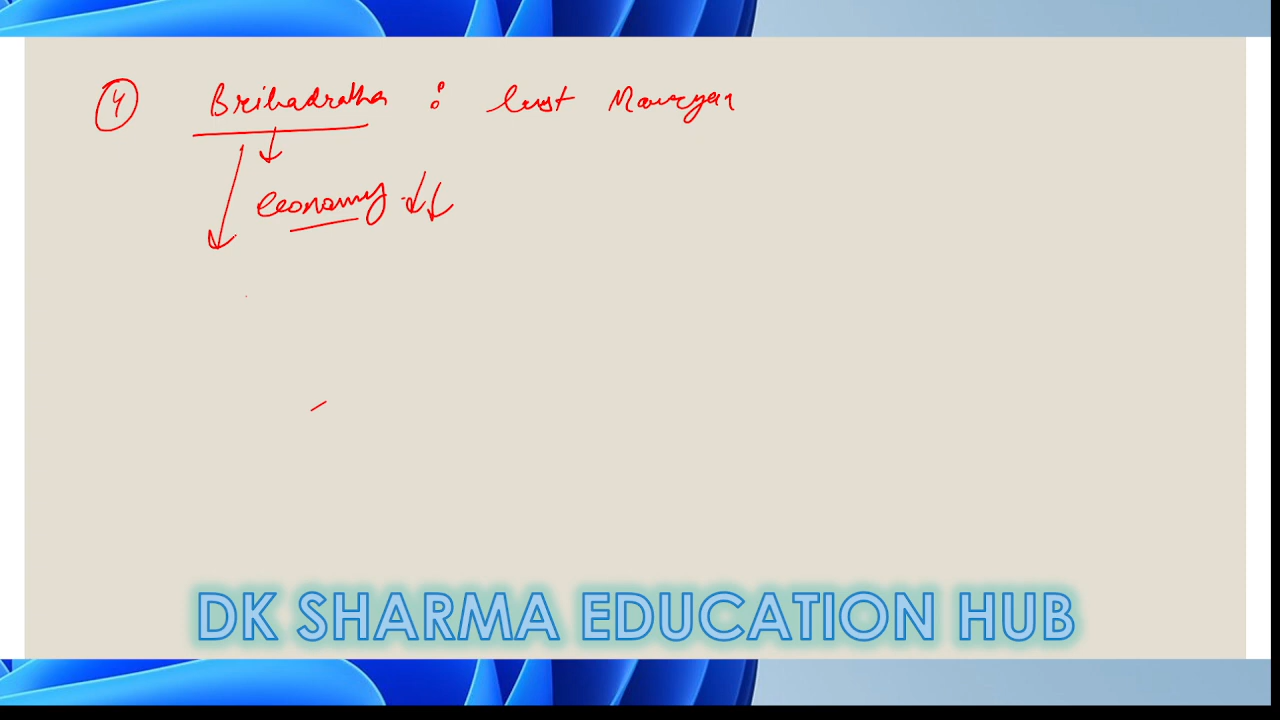 4 Brihadratha : last Mauryan
economy ↓↓
DK SHARMA EDUCATION HUB